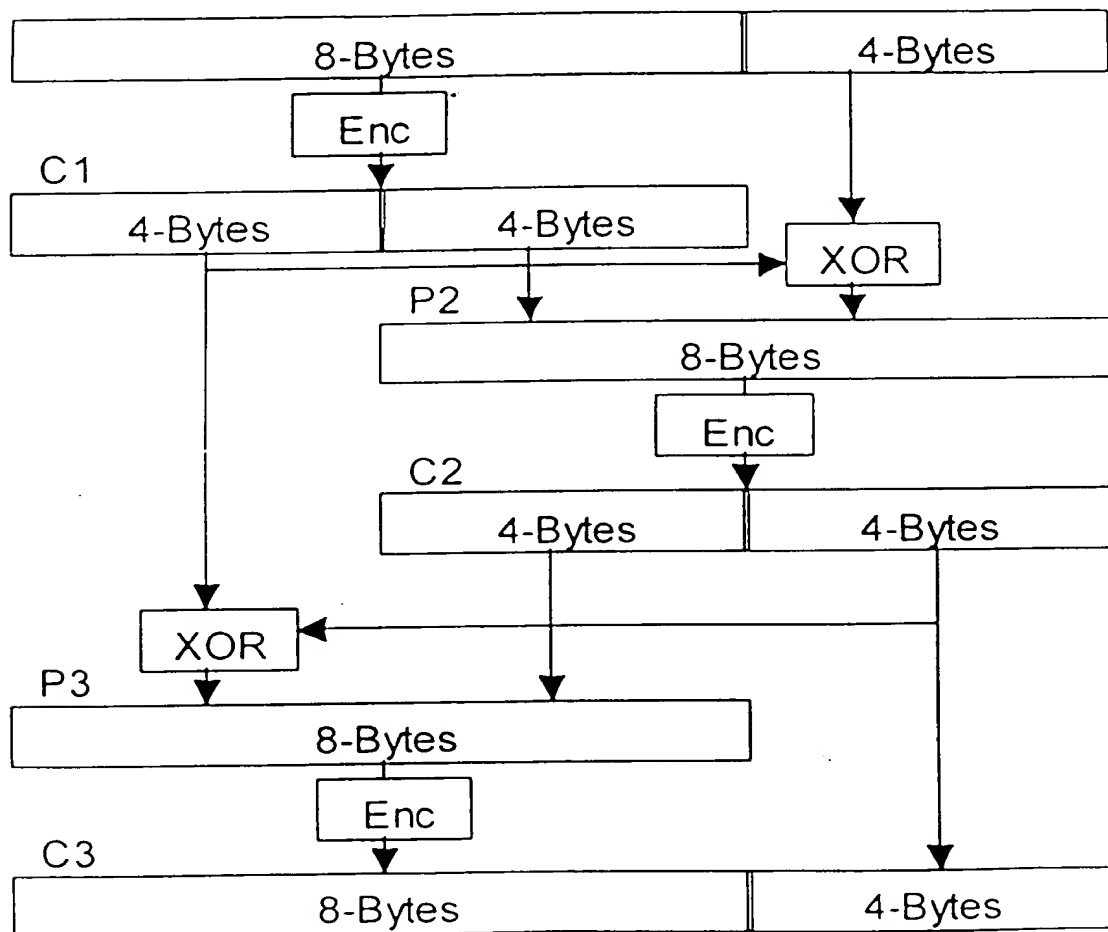 8-Bytes 4-Bytes
Enc
C1
4-Bytes 4-Bytes
XOR
P2
8-Bytes
Enc
C2
4-Bytes 4-Bytes
XOR
P3
8-Bytes
Enc
C3
8-Bytes 4-Bytes